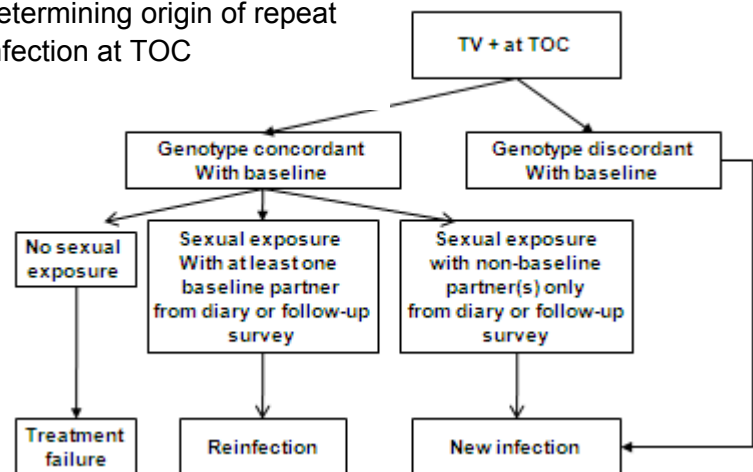 etermining origin of repeat
fection at TOC
TV + at TOC
Genotype concordant
With baseline
Genotype discordant
With baseline
No sexual
exposure
Sexual exposure
With at least one
baseline partner
from diary or follow-up
survey
Sexual exposure
with non-baseline
partner(s) only
from diary or follow-up
survey
Treatment
failure
Reinfection
New infection